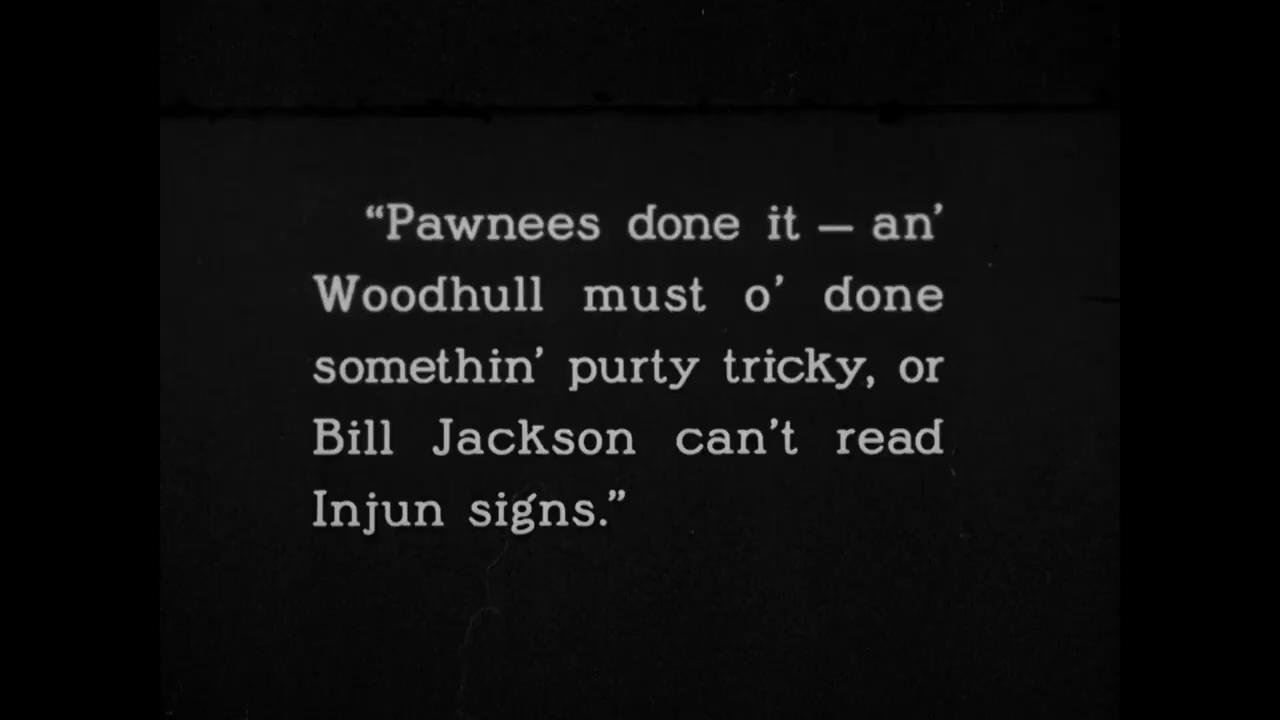 “Pawnees done it — an’
Woodhull must o’ done
somethin’ purty tricky, or
Bill Jackson can’t read
Injun signs.”